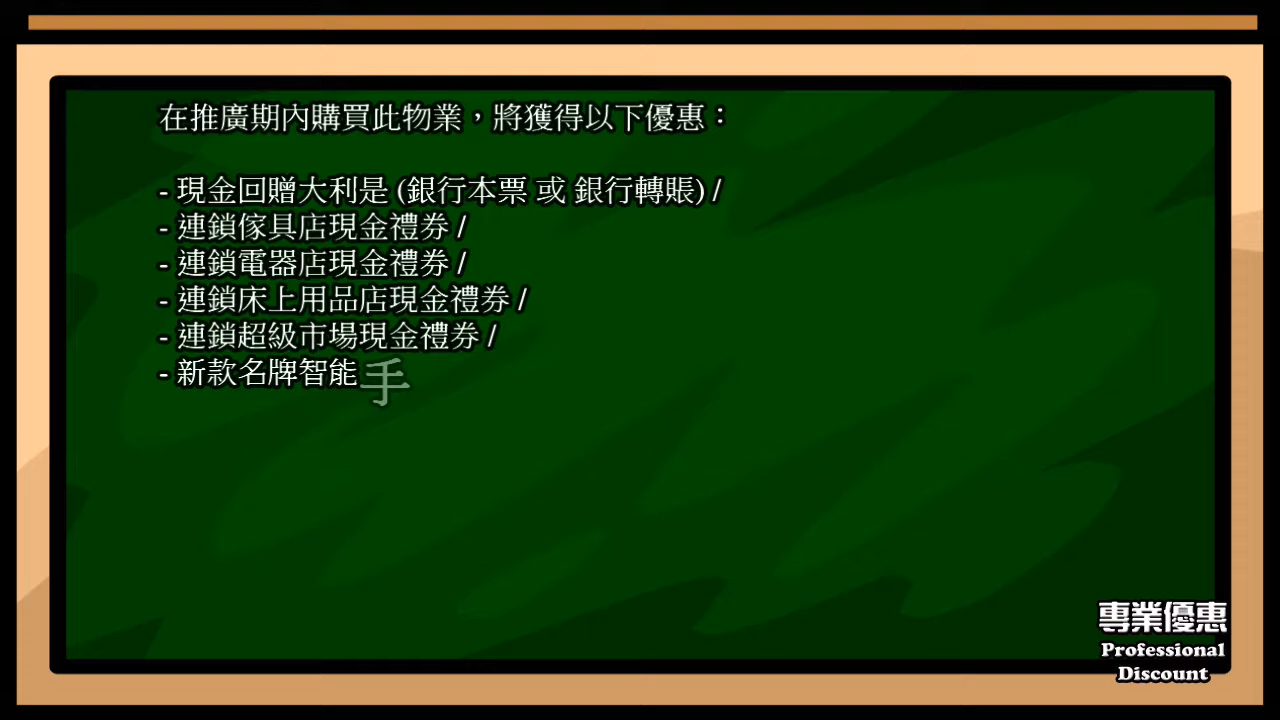 在推廣期內購買此物業，將獲得以下優惠：
- 現金回贈大利是 (銀行本票 或 銀行轉賬) /
- 連鎖傢具店現金禮券 /
- 連鎖電器店現金禮券 /
- 連鎖床上用品店現金禮券 /
- 連鎖超級市場現金禮券 /
- 新款名牌智能手
專業優惠
Professional
Discount